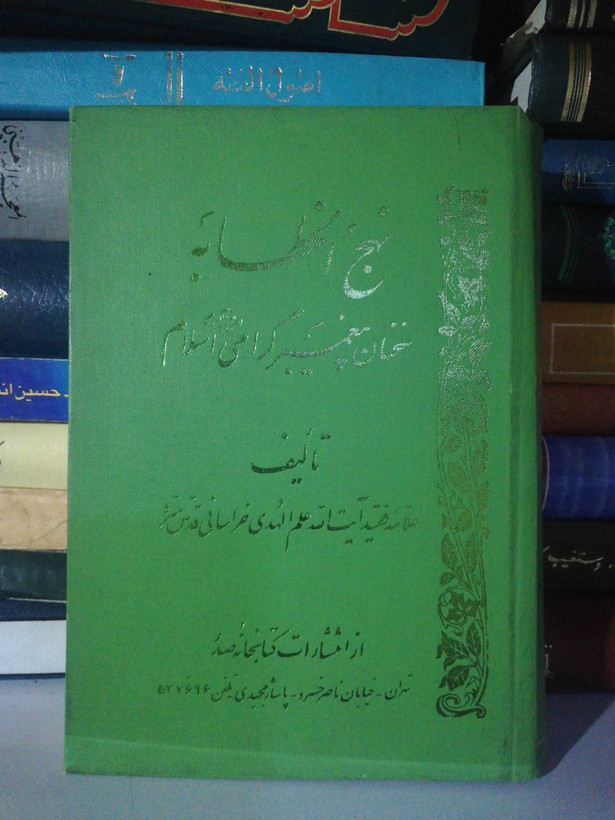 اصول الفقه
نهج الخطابة
سخنان پیغمبر گرامی اسلام
تألیف
علامه فقید آیت الله علم الهدی خراسانی قدس سره
از انتشارات کتابخانه صدر
تهران - خیابان ناصر خسرو - پاساژ مجیدی تلفن ۵۲۷۶۹۶
حسین